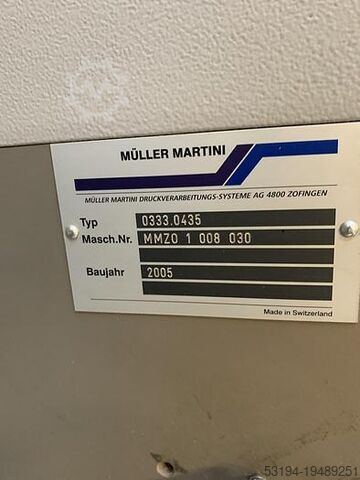 MÜLLER MARTINI
MÜLLER MARTINI DRUCKVERARBEITUNGS-SYSTEME AG 4800 ZOFINGEN
Typ 0333.0435
Masch.Nr. MMZO 1 008 030
Baujahr 2005
Made in Switzerland
53194-19489251